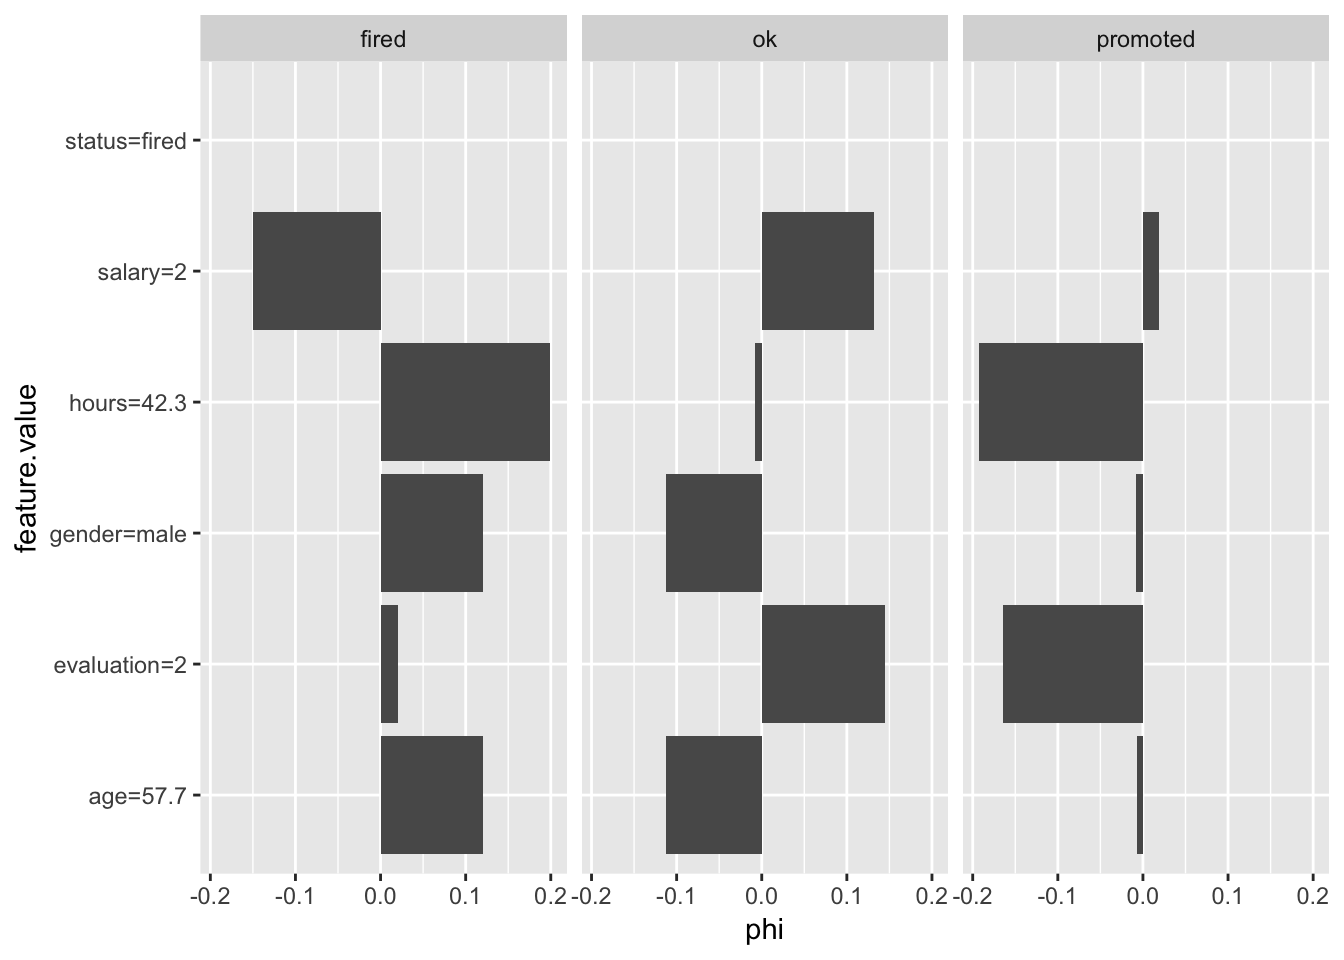 fired
ok
promoted
status=fired
salary=2
hours=42.3
gender=male
evaluation=2
age=57.7
feature.value
-0.2 -0.1 0.0 0.1 0.2 -0.2 -0.1 0.0 0.1 0.2 -0.2 -0.1 0.0 0.1 0.2
phi